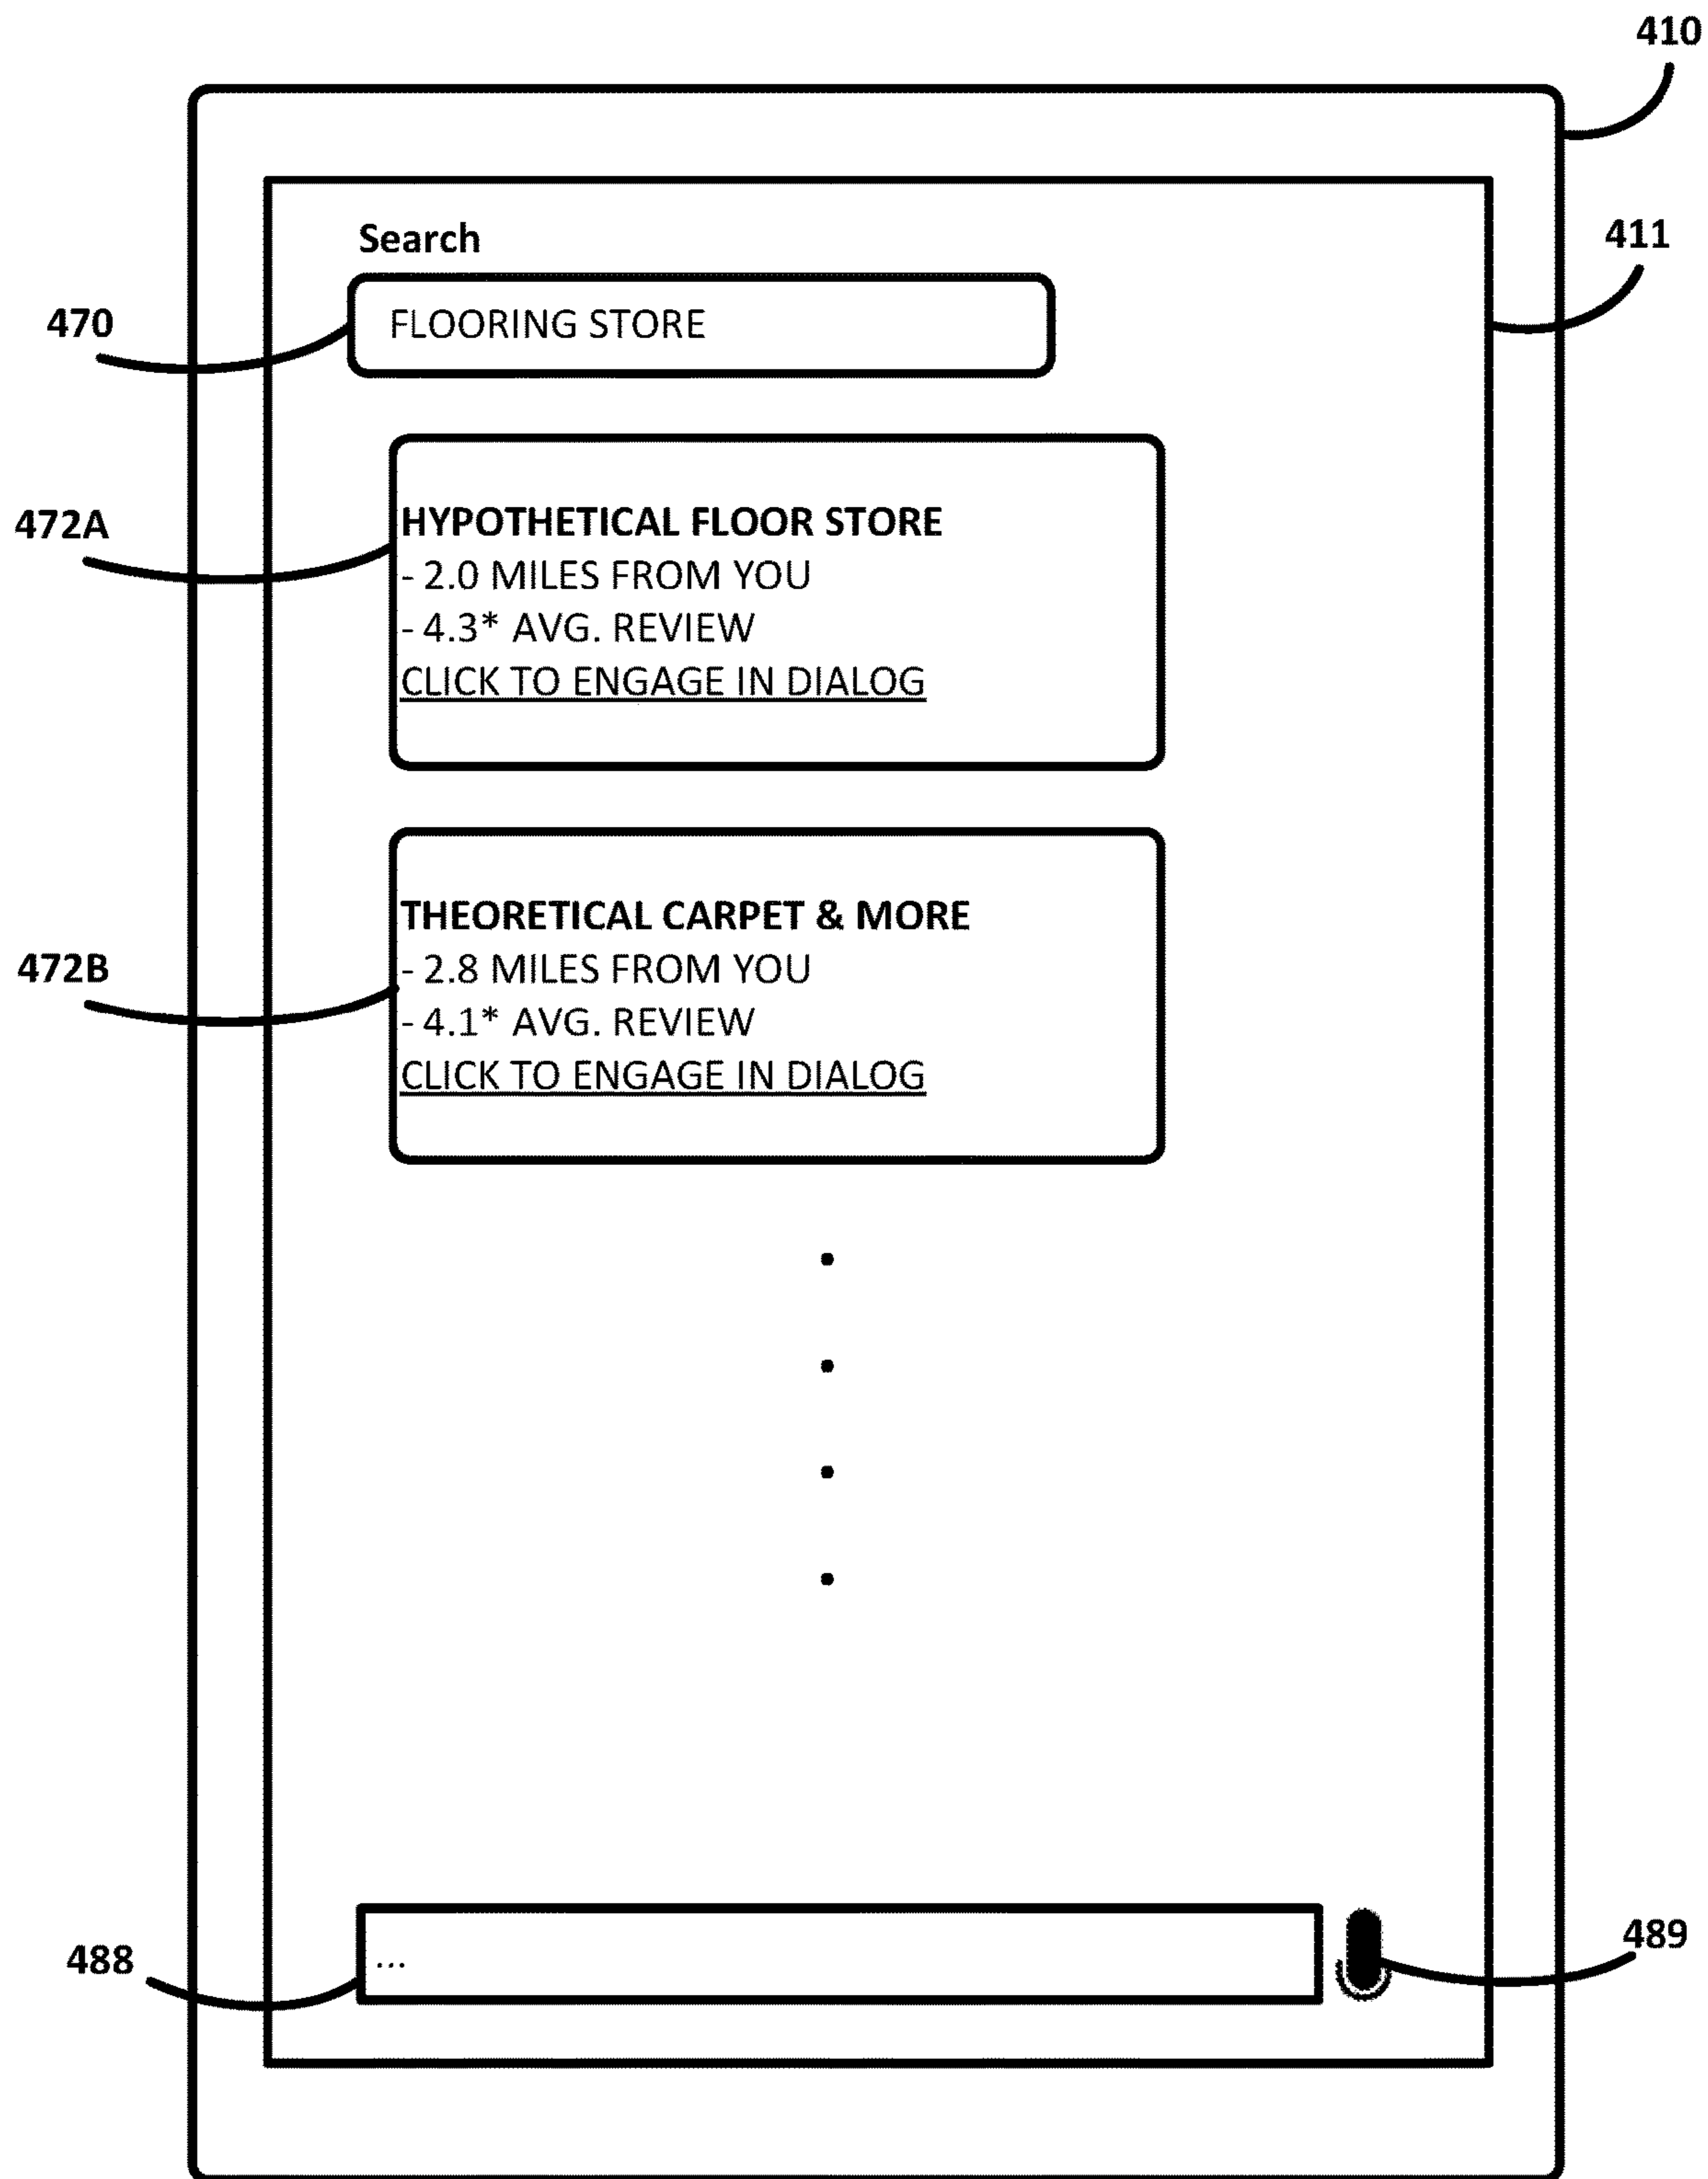 410
Search
411
470
FLOORING STORE
472A
HYPOTHETICAL FLOOR STORE
- 2.0 MILES FROM YOU
- 4.3* AVG. REVIEW
CLICK TO ENGAGE IN DIALOG
THEORETICAL CARPET & MORE
472B
- 2.8 MILES FROM YOU
- 4.1* AVG. REVIEW
CLICK TO ENGAGE IN DIALOG
488
...
489